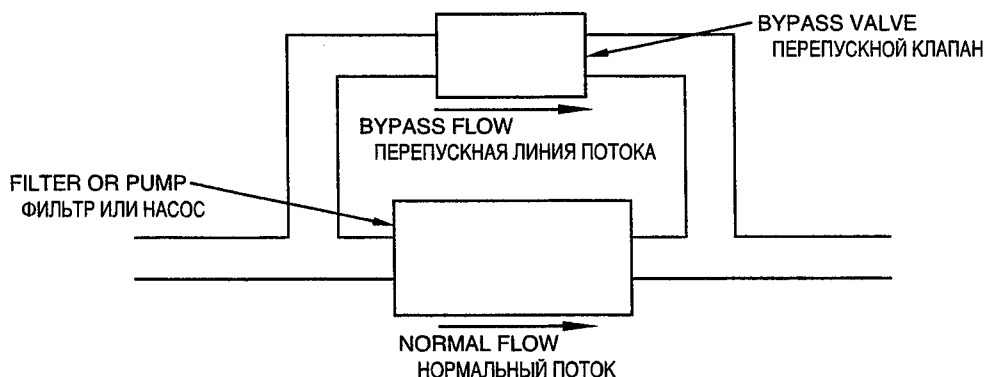 BYPASS VALVE
ПЕРЕПУСКНОЙ КЛАПАН
BYPASS FLOW
ПЕРЕПУСКНАЯ ЛИНИЯ ПОТОКА
FILTER OR PUMP
ФИЛЬТР ИЛИ НАСОС
NORMAL FLOW
НОРМАЛЬНЫЙ ПОТОК